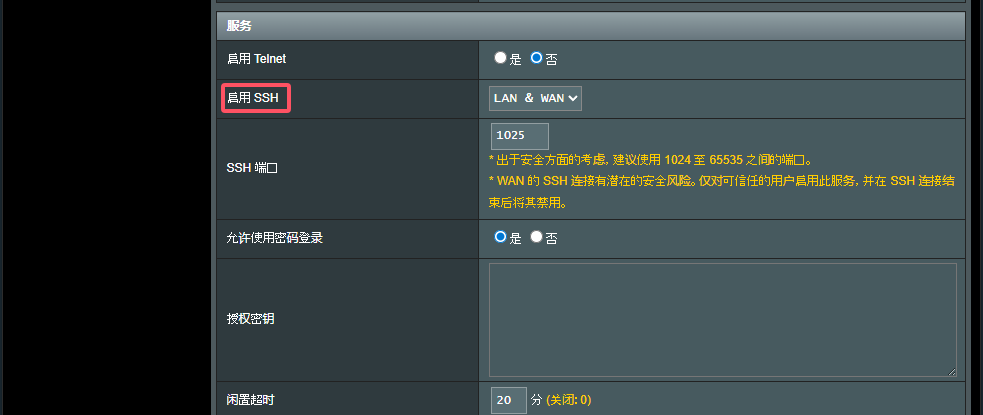 服务
启用 Telnet
是 否
启用 SSH
LAN & WAN
SSH 端口
1025
* 出于安全方面的考虑, 建议使用 1024 至 65535 之间的端口。
* WAN 的 SSH 连接有潜在的安全风险。仅对可信任的用户启用此服务, 并在 SSH 连接结
束后将其禁用。
允许使用密码登录
是 否
授权密钥
闲置超时
20 分 (关闭: 0)